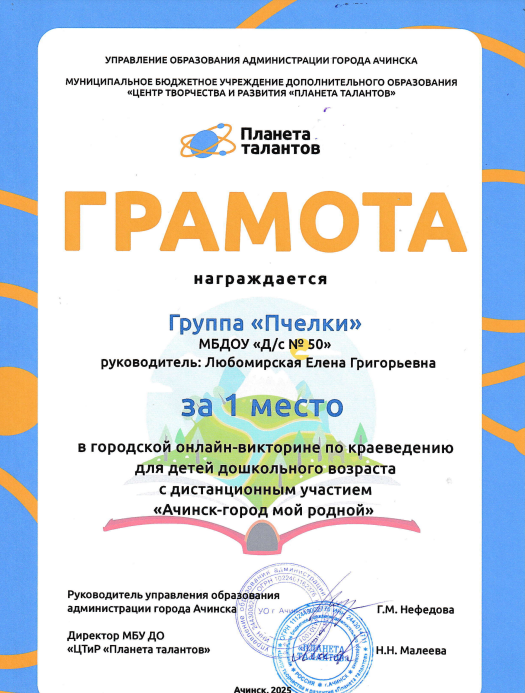 УПРАВЛЕНИЕ ОБРАЗОВАНИЯ АДМИНИСТРАЦИИ ГОРОДА АЧИНСКА
МУНИЦИПАЛЬНОЕ БЮДЖЕТНОЕ УЧРЕЖДЕНИЕ ДОПОЛНИТЕЛЬНОГО ОБРАЗОВАНИЯ
«ЦЕНТР ТВОРЧЕСТВА И РАЗВИТИЯ «ПЛАНЕТА ТАЛАНТОВ»
Планета
талантов
ГРАМОТА
награждается
Группа «Пчелки»
МБДОУ «Д/с № 50»
руководитель: Любомирская Елена Григорьевна
за 1 место
в городской онлайн-викторине по краеведению
для детей дошкольного возраста
с дистанционным участием
«Ачинск-город мой родной»
Руководитель управления образования
администрации города Ачинска
Г.М. Нефедова
Директор МБУ ДО
«ЦТиР «Планета талантов»
Н.Н. Малеева
«ПЛАНЕТА
ТАЛАНТОВ»
Ачинск, 2025